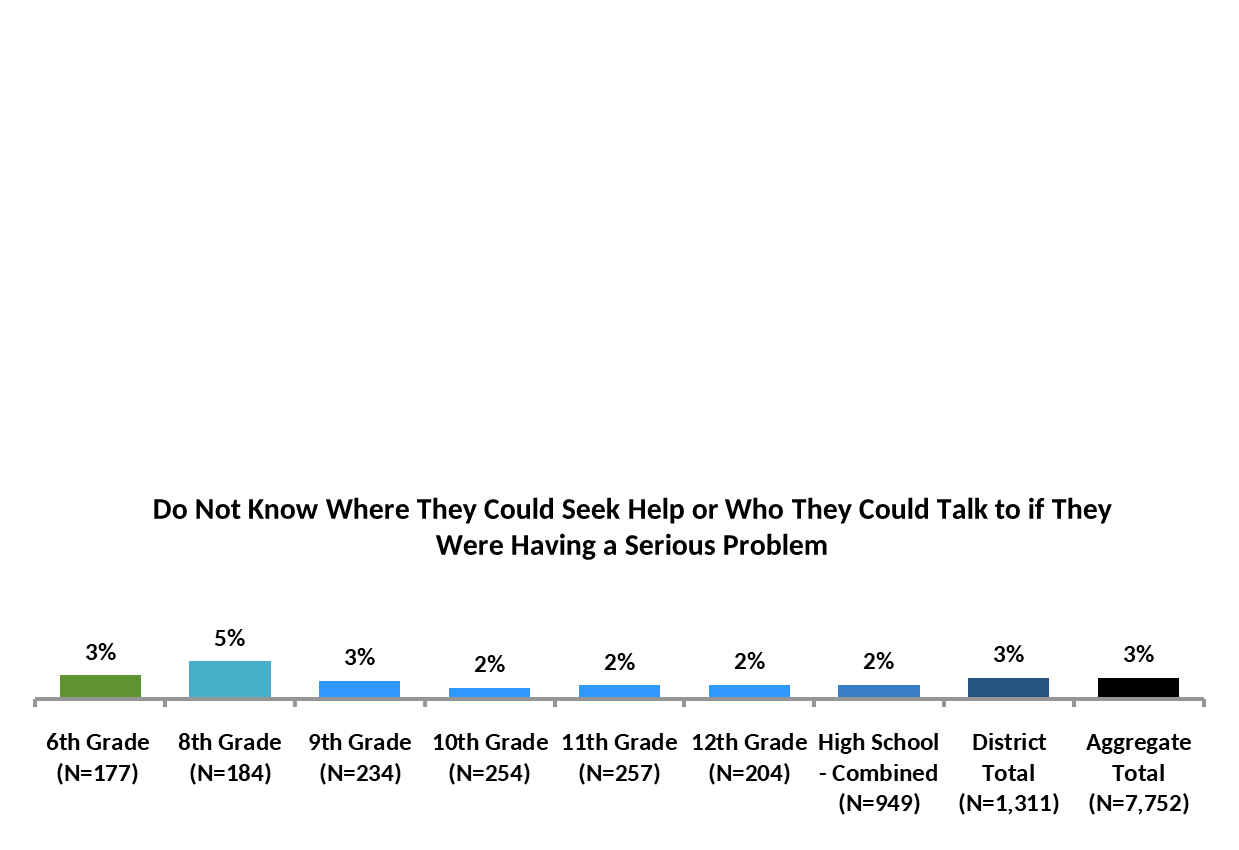 Do Not Know Where They Could Seek Help or Who They Could Talk to if They
Were Having a Serious Problem
3%
5%
3%
2%
2%
2%
2%
3%
3%
6th Grade
(N=177)
8th Grade
(N=184)
9th Grade
(N=234)
10th Grade
(N=254)
11th Grade
(N=257)
12th Grade
(N=204)
High School
- Combined
(N=949)
District
Total
(N=1,311)
Aggregate
Total
(N=7,752)